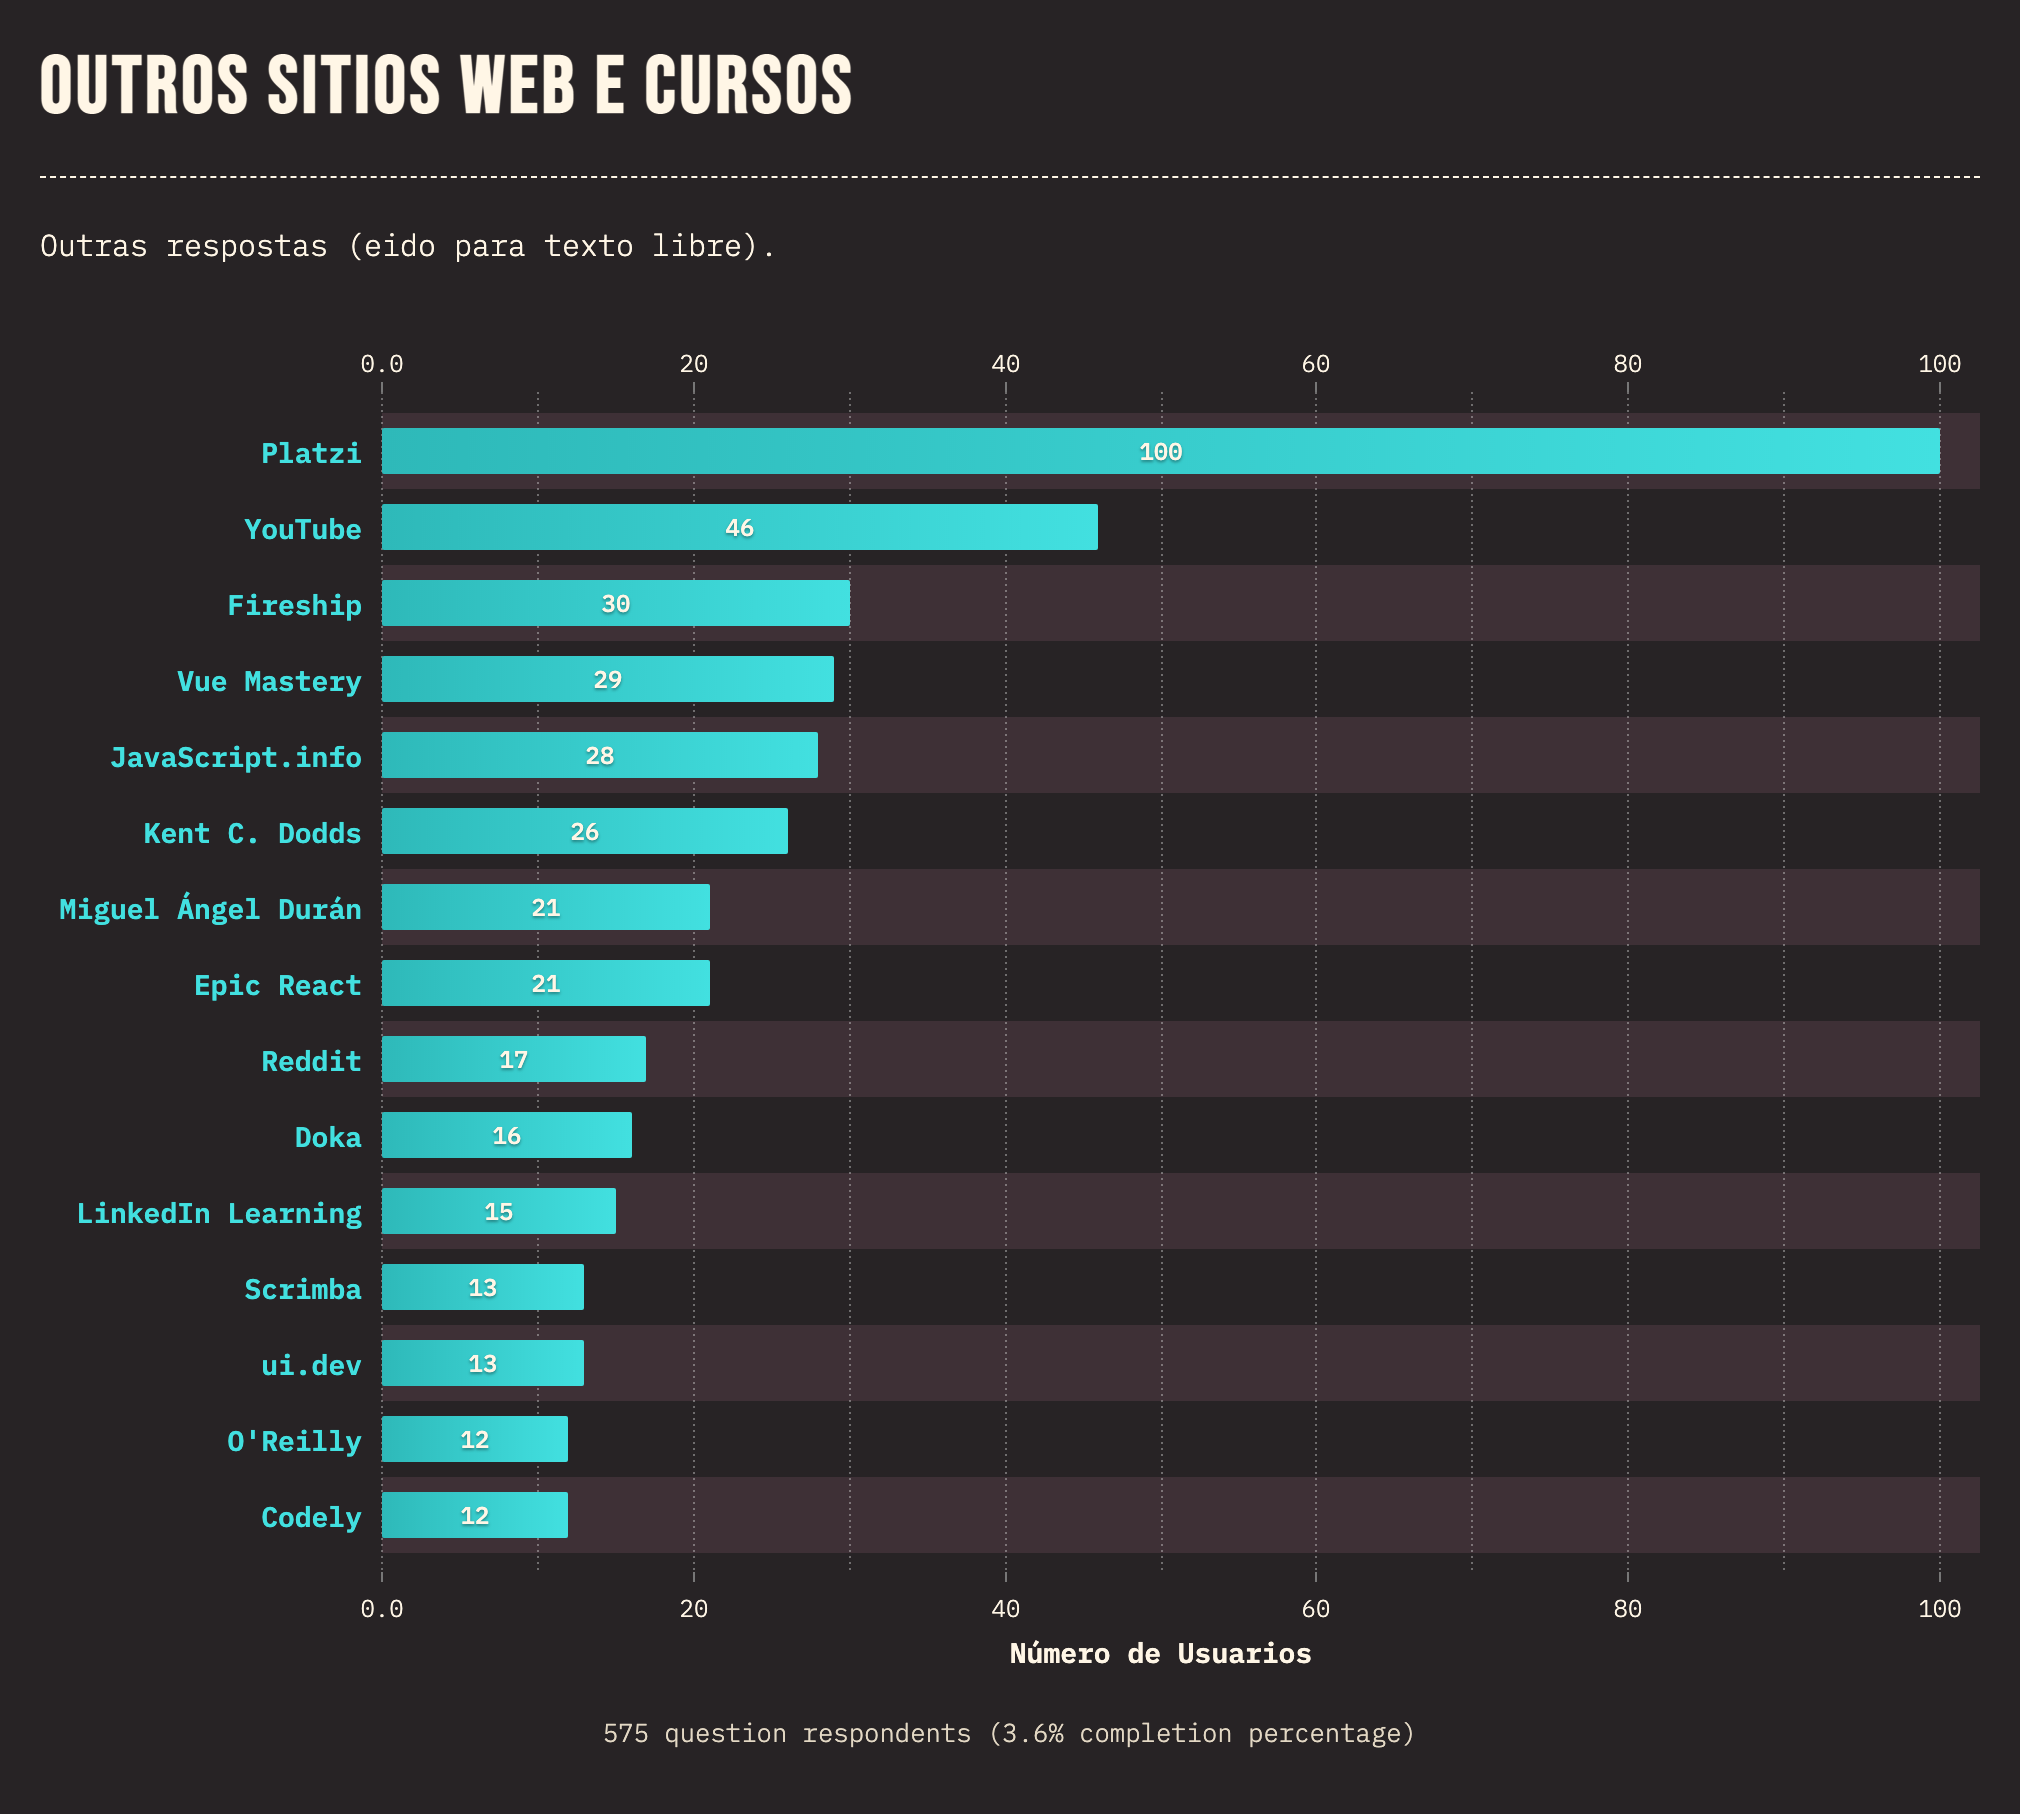 OUTROS SITIOS WEB E CURSOS
Outras respostas (eido para texto libre).
0.0 20 40 60 80 100
Platzi 100
YouTube 46
Fireship 30
Vue Mastery 29
JavaScript.info 28
Kent C. Dodds 26
Miguel Ángel Durán 21
Epic React 21
Reddit 17
Doka 16
LinkedIn Learning 15
Scrimba 13
ui.dev 13
O'Reilly 12
Codely 12
0.0 20 40 60 80 100
Número de Usuarios
575 question respondents (3.6% completion percentage)